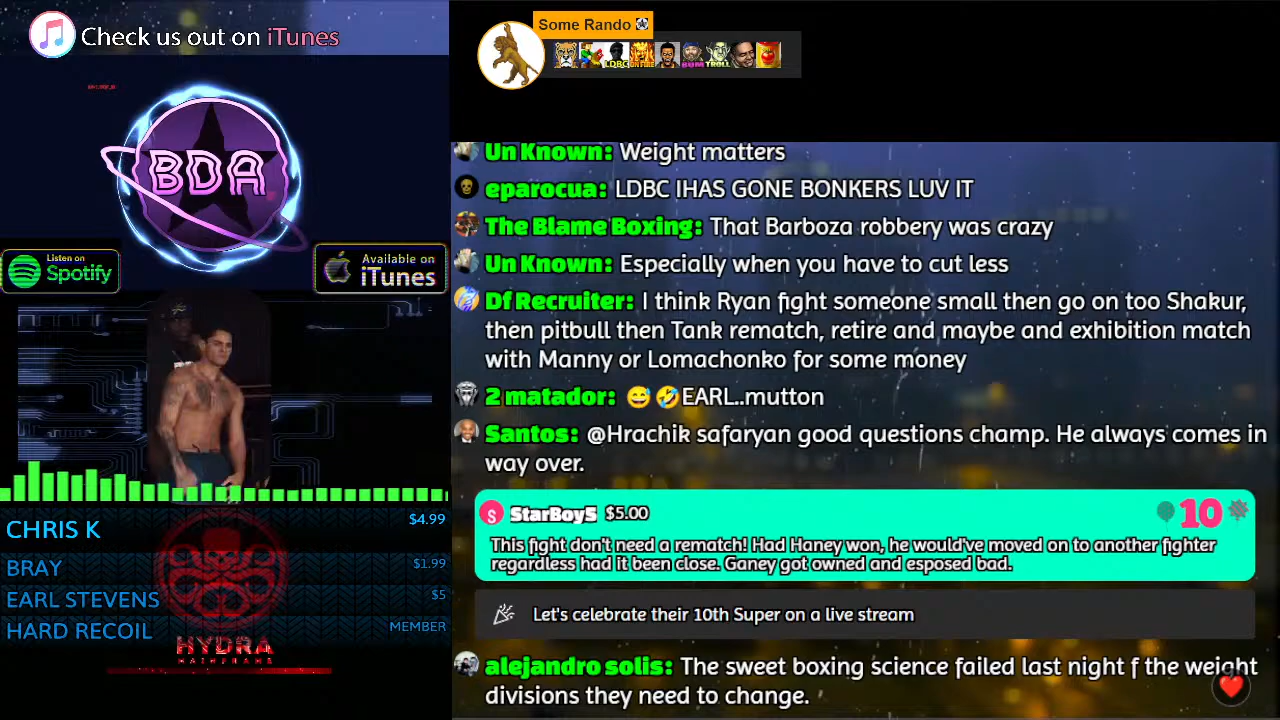 Check us out on iTunes
BDA
Listen on
Spotify
Available on
iTunes
CHRIS K
$4.99
BRAY
$1.99
EARL STEVENS
$5
HARD RECOIL
MEMBER
HYDRA
MAINFRAME
Some Rando
LDBC
ON FIRE
BUM
TROLL
Un Known: Weight matters
eparocua: LDBC IHAS GONE BONKERS LUV IT
The Blame Boxing: That Barboza robbery was crazy
Un Known: Especially when you have to cut less
Df Recruiter: I think Ryan fight someone small then go on too Shakur,
then pitbull then Tank rematch, retire and maybe and exhibition match
with Manny or Lomachonko for some money
2 matador: 😅🤣EARL..mutton
Santos: @Hrachik safaryan good questions champ. He always comes in
way over.
S
StarBoy5 $5.00
10
This fight don't need a rematch! Had Haney won, he would've moved on to another fighter
regardless had it been close. Ganey got owned and esposed bad.
Let's celebrate their 10th Super on a live stream
alejandro solis: The sweet boxing science failed last night f the weight
divisions they need to change.